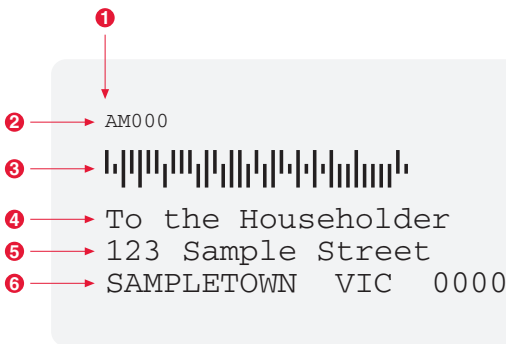 1
2 AM000
3
4 To the Householder
5 123 Sample Street
6 SAMPLETOWN VIC 0000